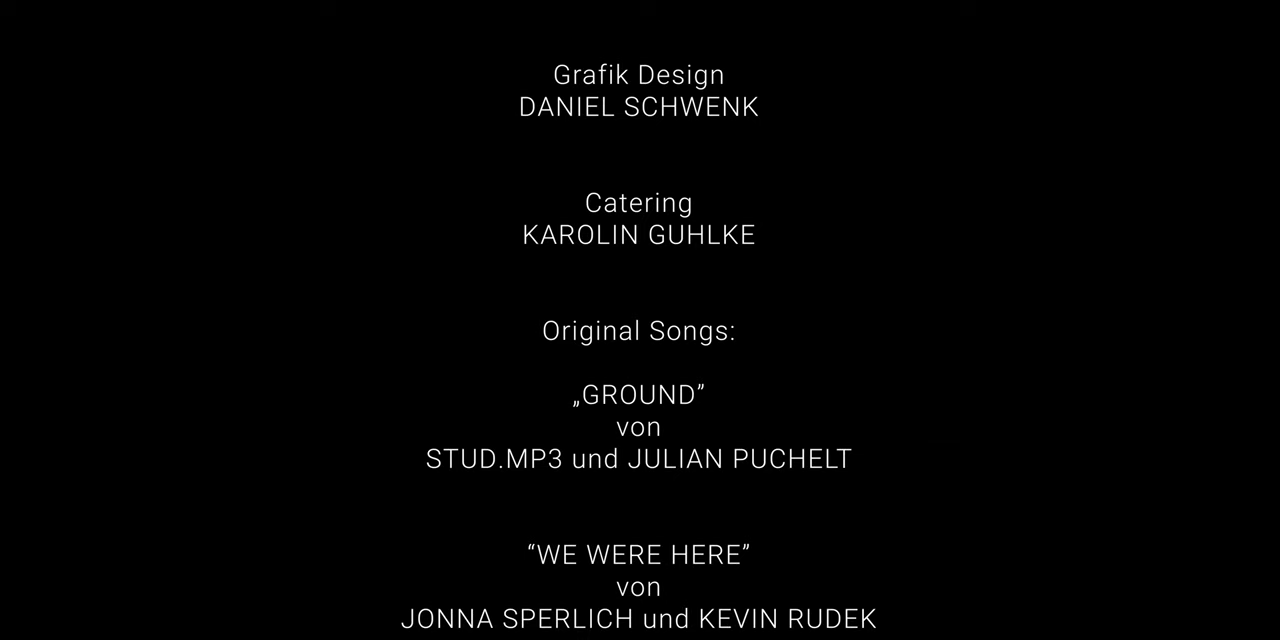 Grafik Design
DANIEL SCHWENK
Catering
KAROLIN GUHLKE
Original Songs:
„GROUND”
von
STUD.MP3 und JULIAN PUCHELT
“WE WERE HERE”
von
JONNA SPERLICH und KEVIN RUDEK